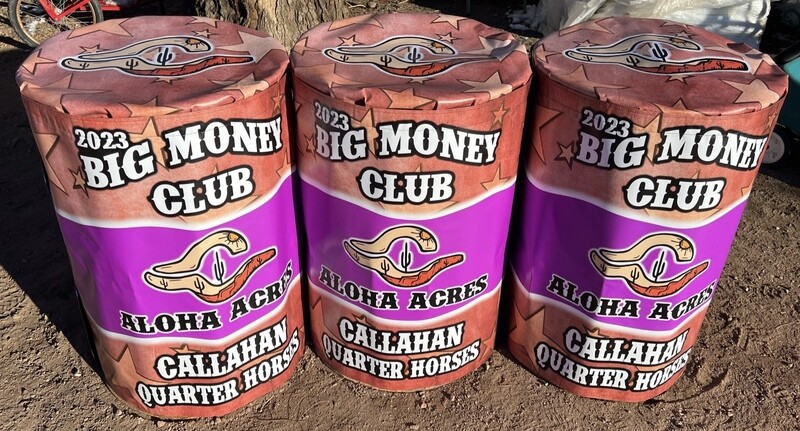 2023
BIG MONEY
CLUB
ALOHA ACRES
CALLAHAN
QUARTER HORSES
2023
BIG MONEY
CLUB
ALOHA ACRES
CALLAHAN
QUARTER HORSES
2023
BIG MONEY
CLUB
ALOHA ACRES
CALLAHAN
QUARTER HORSES